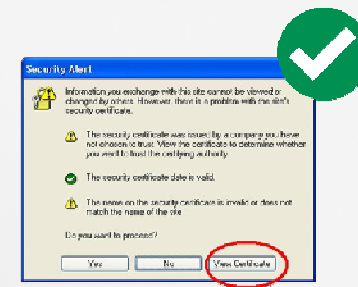 Security Alert
Information you exchange with this site cannot be viewed or
changed by others. However, there is a problem with the site's
security certificate.
The security certificate was issued by a company you have
not chosen to trust. View the certificate to determine whether
you want to trust the certifying authority.
The security certificate date is valid.
The name on the security certificate is invalid or does not
match the name of the site
Do you want to proceed?
Yes
No
View Certificate